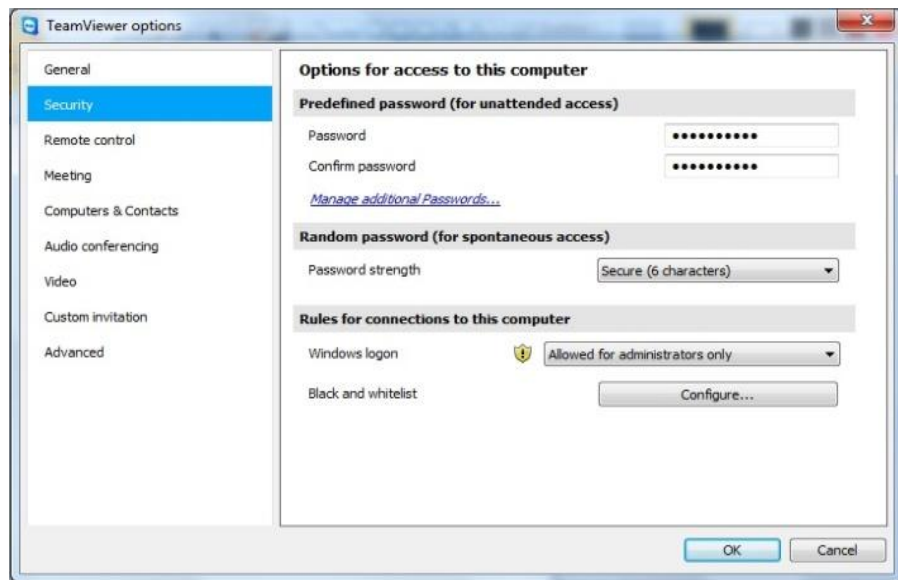 TeamViewer options
General
Security
Remote control
Meeting
Computers & Contacts
Audio conferencing
Video
Custom invitation
Advanced
Options for access to this computer
Predefined password (for unattended access)
Password ••••••••••
Confirm password ••••••••••
Manage additional Passwords...
Random password (for spontaneous access)
Password strength Secure (6 characters)
Rules for connections to this computer
Windows logon Allowed for administrators only
Black and whitelist Configure...
OK Cancel